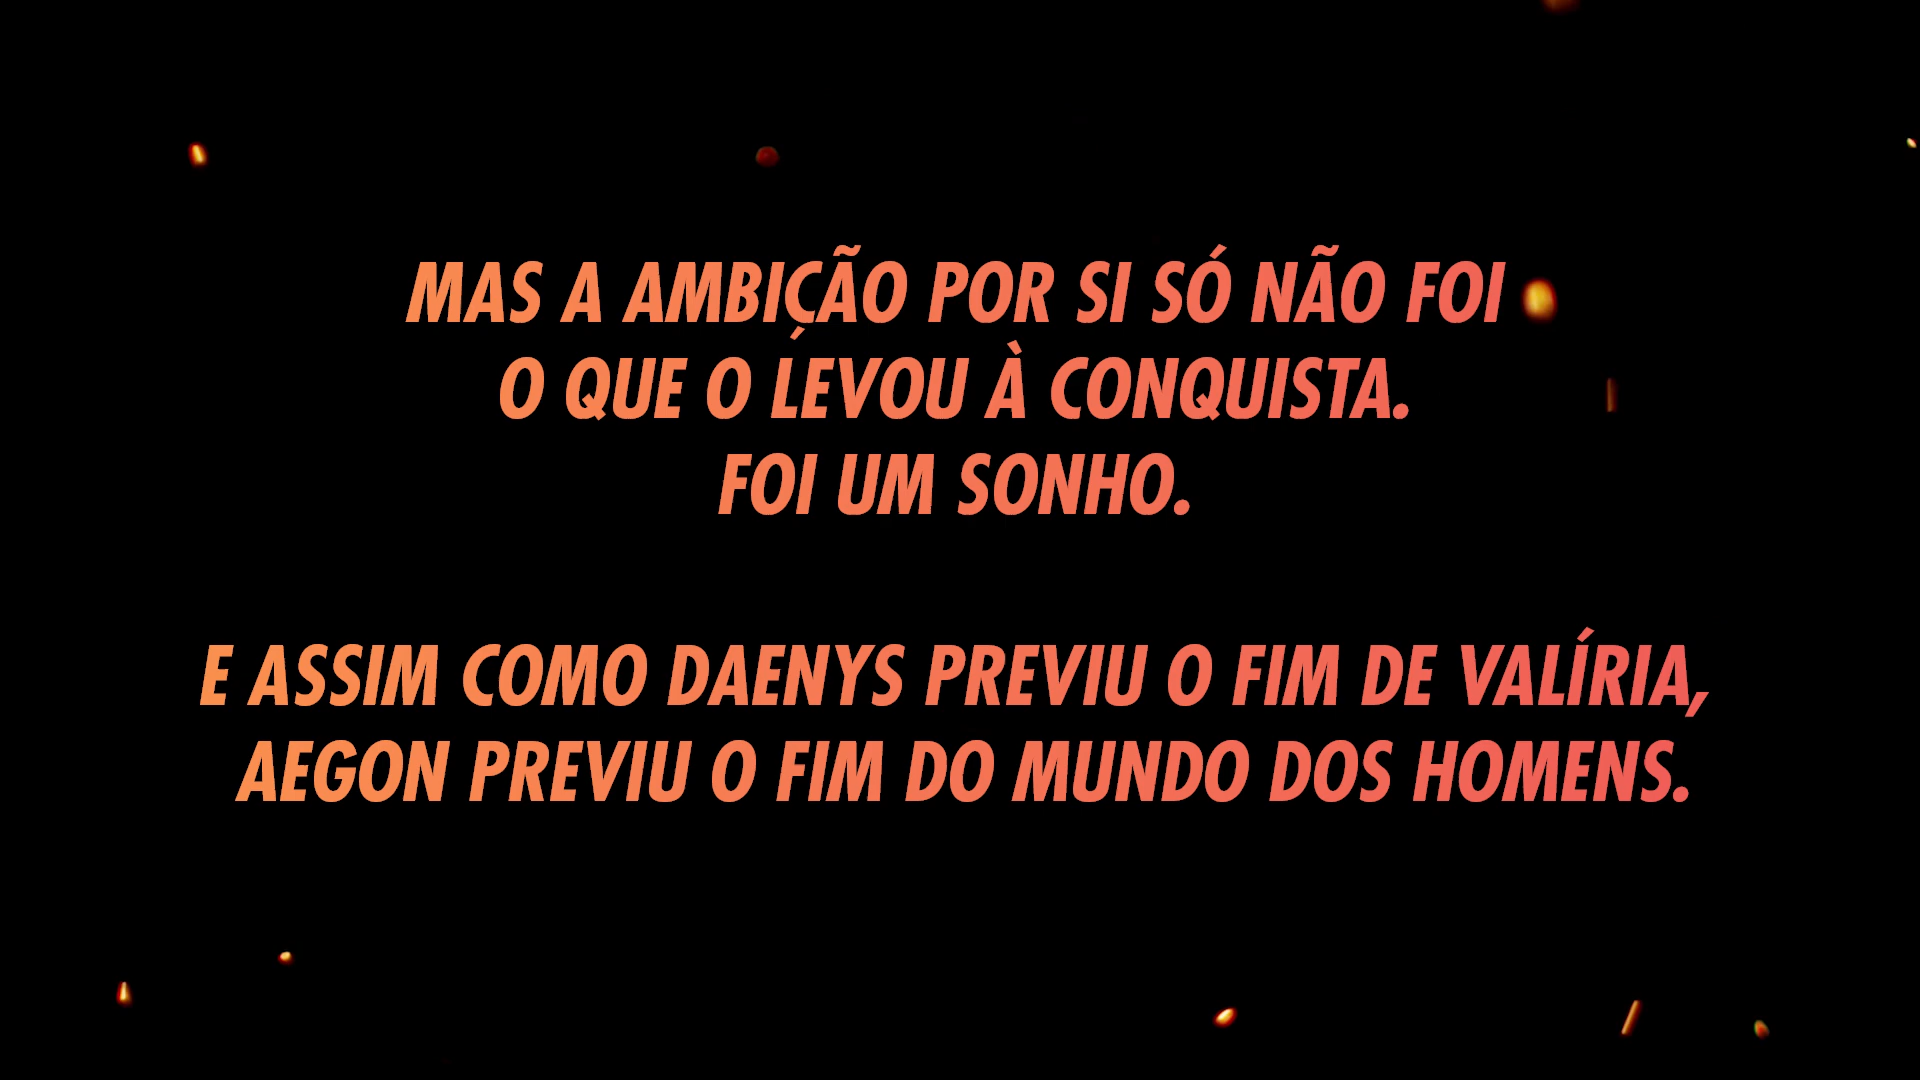 MAS A AMBIÇÃO POR SI SÓ NÃO FOI
O QUE O LEVOU À CONQUISTA.
FOI UM SONHO.
E ASSIM COMO DAENYS PREVIU O FIM DE VALÍRIA,
AEGON PREVIU O FIM DO MUNDO DOS HOMENS.